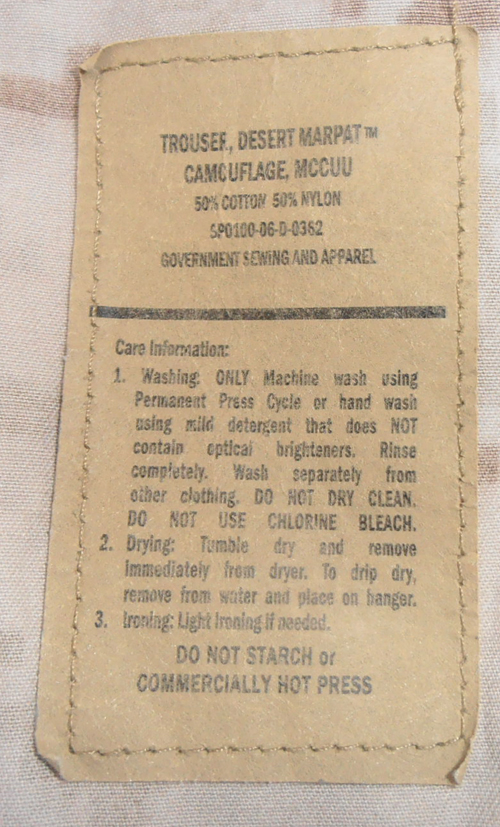 TROUSER, DESERT MARPAT™
CAMOUFLAGE, MCCUU
50% COTTON 50% NYLON
SP0100-06-D-0362
GOVERNMENT SEWING AND APPAREL
Care Information:
1. Washing: ONLY Machine wash using
Permanent Press Cycle or hand wash
using mild detergent that does NOT
contain optical brighteners. Rinse
completely. Wash separately from
other clothing. DO NOT DRY CLEAN.
DO NOT USE CHLORINE BLEACH.
2. Drying: Tumble dry and remove
immediately from dryer. To drip dry,
remove from water and place on hanger.
3. Ironing: Light Ironing if needed.
DO NOT STARCH or
COMMERCIALLY HOT PRESS